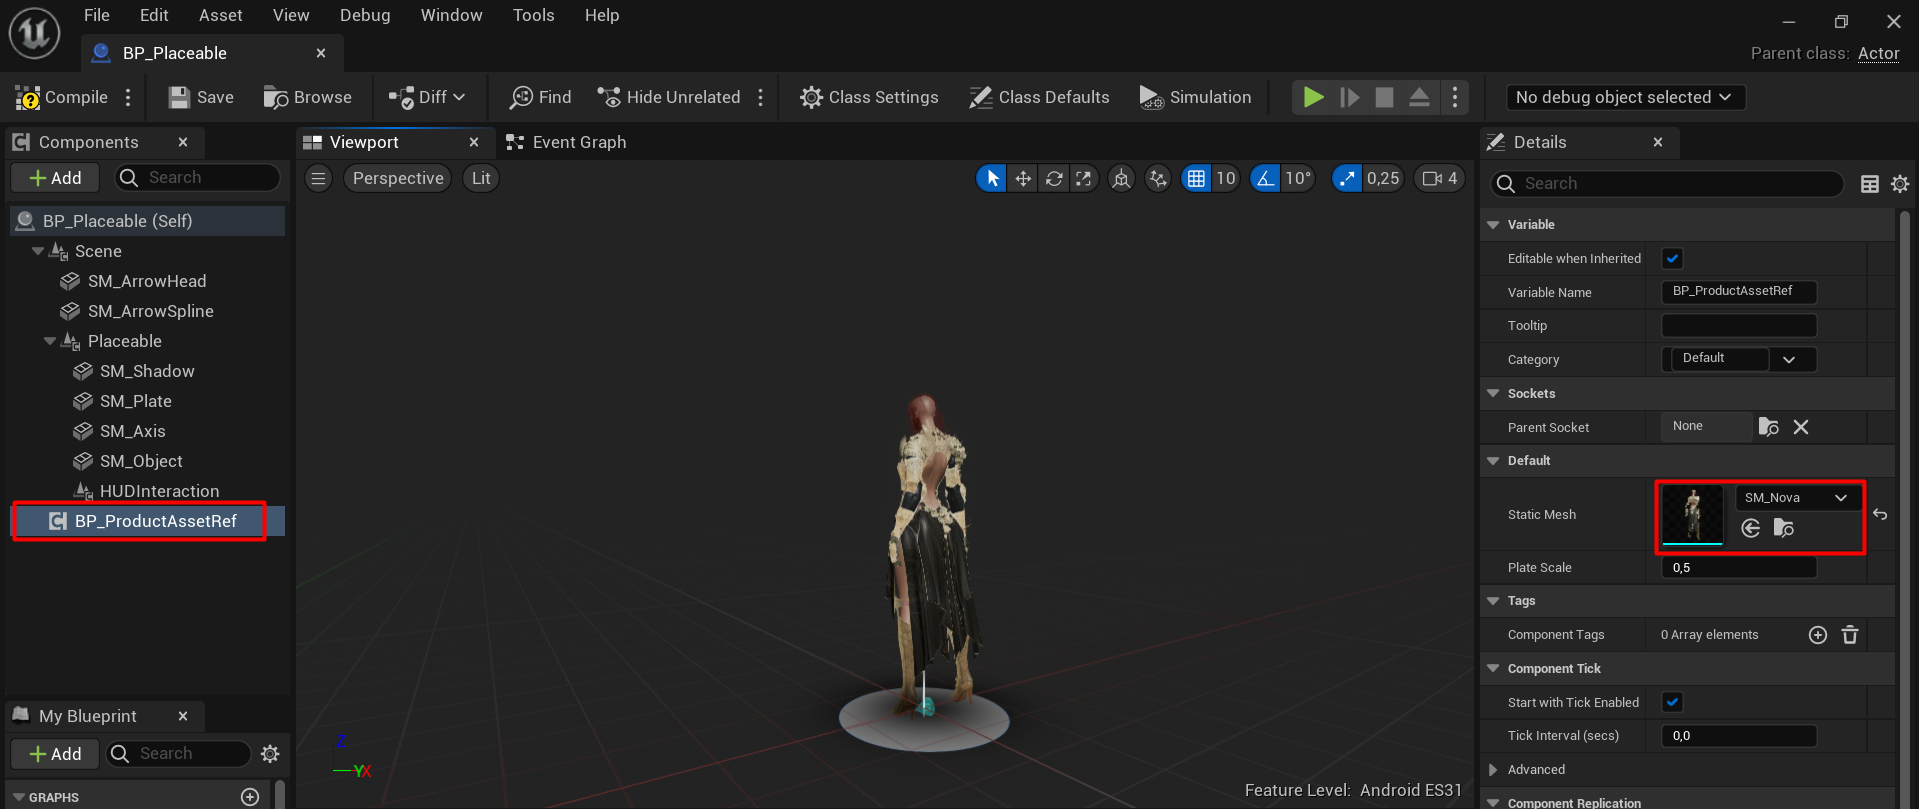 File Edit Asset View Debug Window Tools Help
BP_Placeable
Parent class: Actor
Compile Save Browse Diff Find Hide Unrelated Class Settings Class Defaults Simulation No debug object selected
Components
Add Search
BP_Placeable (Self)
Scene
SM_ArrowHead
SM_ArrowSpline
Placeable
SM_Shadow
SM_Plate
SM_Axis
SM_Object
HUDInteraction
BP_ProductAssetRef
My Blueprint
Add Search
GRAPHS
Viewport Event Graph
Perspective Lit 10 10° 0,25 4
Z
Y X
Feature Level: Android ES31
Details
Search
Variable
Editable when Inherited
Variable Name BP_ProductAssetRef
Tooltip
Category Default
Sockets
Parent Socket None
Default
Static Mesh SM_Nova
Plate Scale 0,5
Tags
Component Tags 0 Array elements
Component Tick
Start with Tick Enabled
Tick Interval (secs) 0,0
Advanced
Component Replication